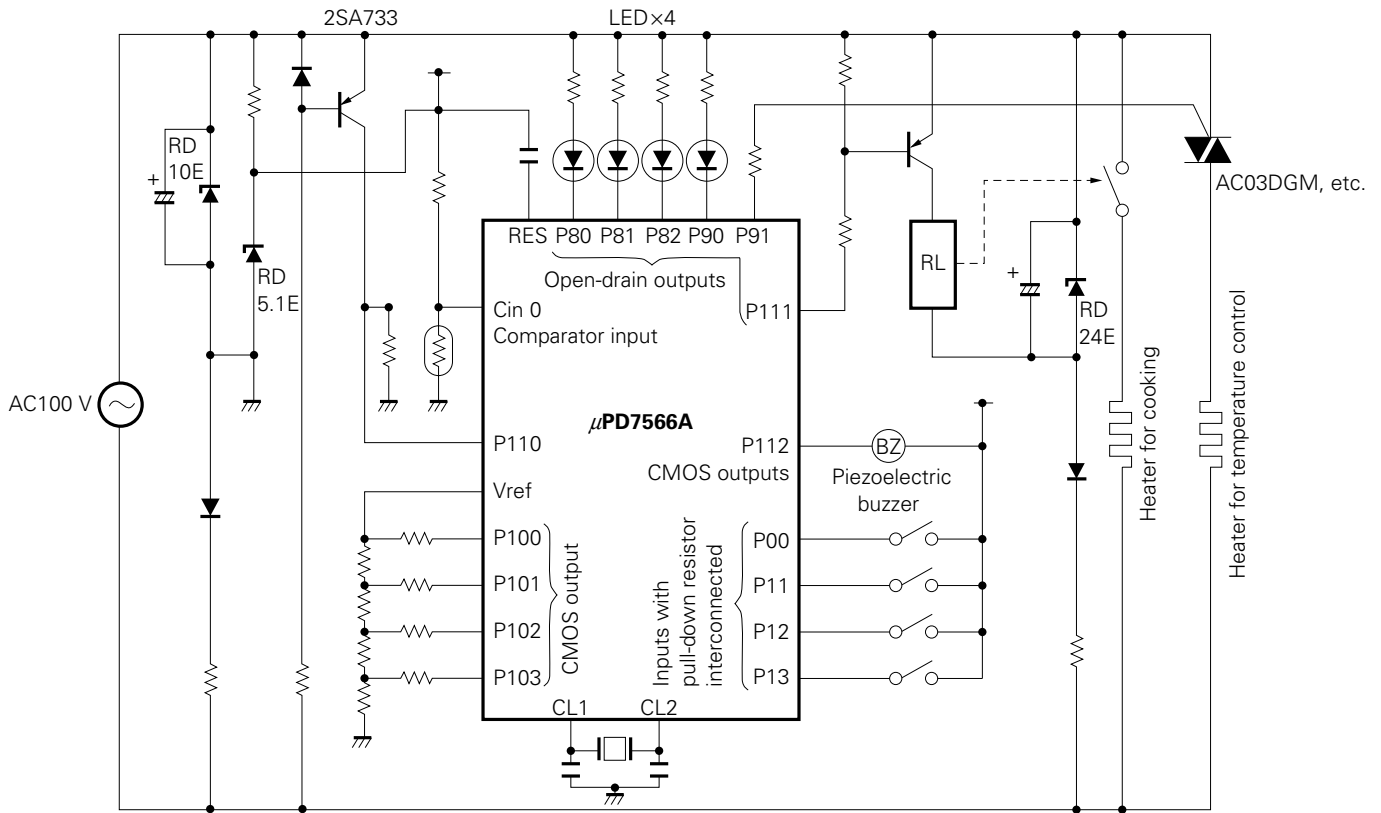 2SA733
LED×4
RD
10E
+
RD
5.1E
AC03DGM, etc.
RES P80 P81 P82 P90 P91
Open-drain outputs
RL
+
Cin 0
P111
Comparator input
RD
24E
AC100 V
μPD7566A
P110
P112
BZ
CMOS outputs
Piezoelectric
buzzer
Vref
P100
P101
P102
P103
CMOS output
Inputs with
pull-down resistor
interconnected
P00
P11
P12
P13
Heater for cooking
Heater for temperature control
CL1 CL2